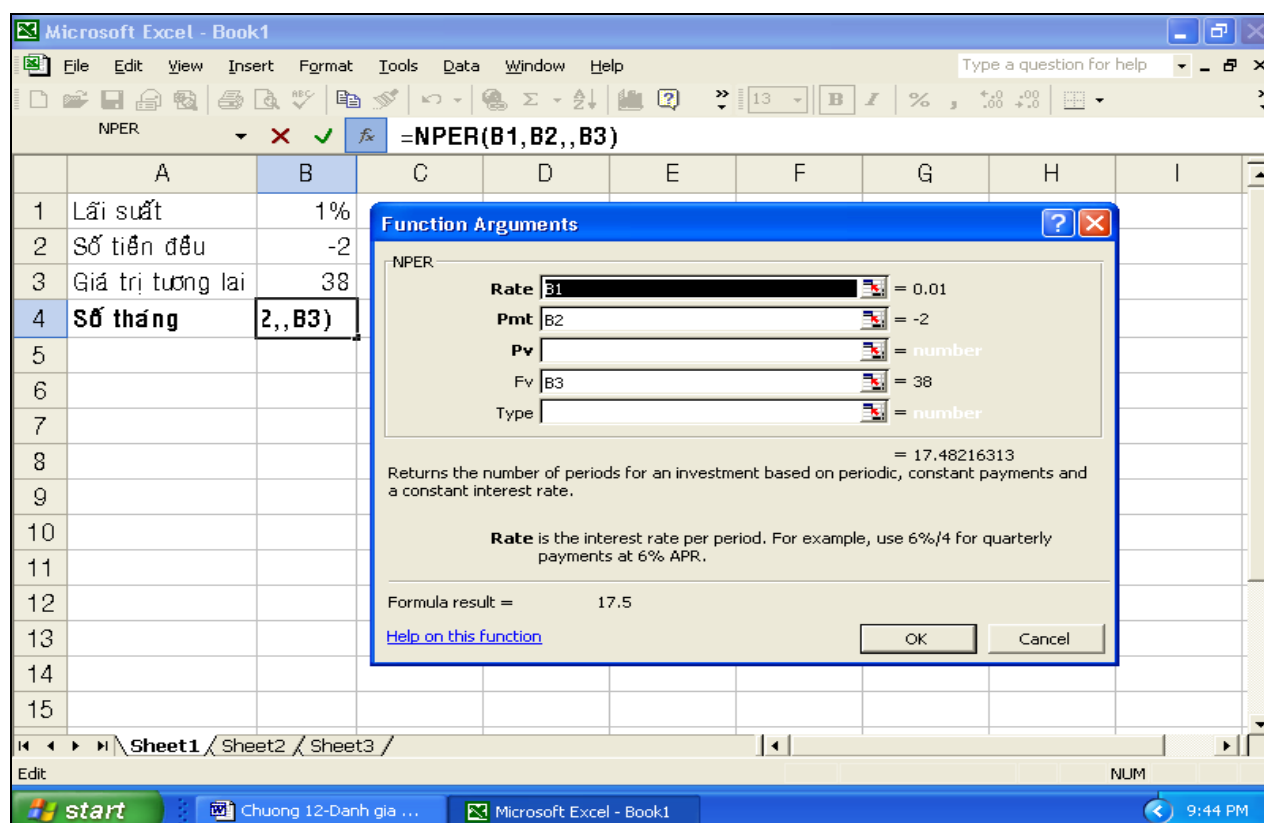 Microsoft Excel - Book1
File Edit View Insert Format Tools Data Window Help Type a question for help
13 B I % ,
NPER =NPER(B1,B2,,B3)
A B C D E F G H I
1 Lãi suất 1%
2 Số tiền đều -2
3 Giá trị tương lai 38
4 Số tháng 2,,B3)
5
6
7
8
9
10
11
12
13
14
15
Function Arguments
NPER
Rate B1 = 0.01
Pmt B2 = -2
Pv = number
Fv B3 = 38
Type = number
= 17.48216313
Returns the number of periods for an investment based on periodic, constant payments and
a constant interest rate.
Rate is the interest rate per period. For example, use 6%/4 for quarterly
payments at 6% APR.
Formula result = 17.5
Help on this function OK Cancel
Sheet1 Sheet2 Sheet3
Edit NUM
start Chuong 12-Danh gia ... Microsoft Excel - Book1 9:44 PM